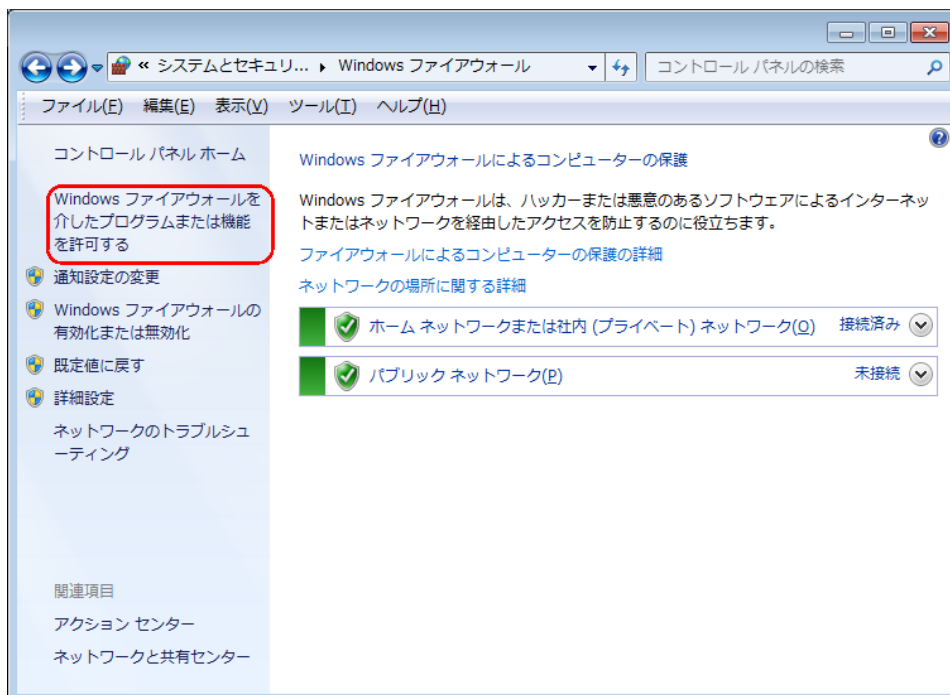 « システムとセキュリ... ▸ Windows ファイアウォール
コントロール パネルの検索
ファイル(F) 編集(E) 表示(V) ツール(T) ヘルプ(H)
コントロール パネル ホーム
Windows ファイアウォールを
介したプログラムまたは機能
を許可する
通知設定の変更
Windows ファイアウォールの
有効化または無効化
既定値に戻す
詳細設定
ネットワークのトラブルシュ
ーティング
関連項目
アクション センター
ネットワークと共有センター
Windows ファイアウォールによるコンピューターの保護
Windows ファイアウォールは、ハッカーまたは悪意のあるソフトウェアによるインターネッ
トまたはネットワークを経由したアクセスを防止するのに役立ちます。
ファイアウォールによるコンピューターの保護の詳細
ネットワークの場所に関する詳細
ホーム ネットワークまたは社内 (プライベート) ネットワーク(O) 接続済み
パブリック ネットワーク(P) 未接続